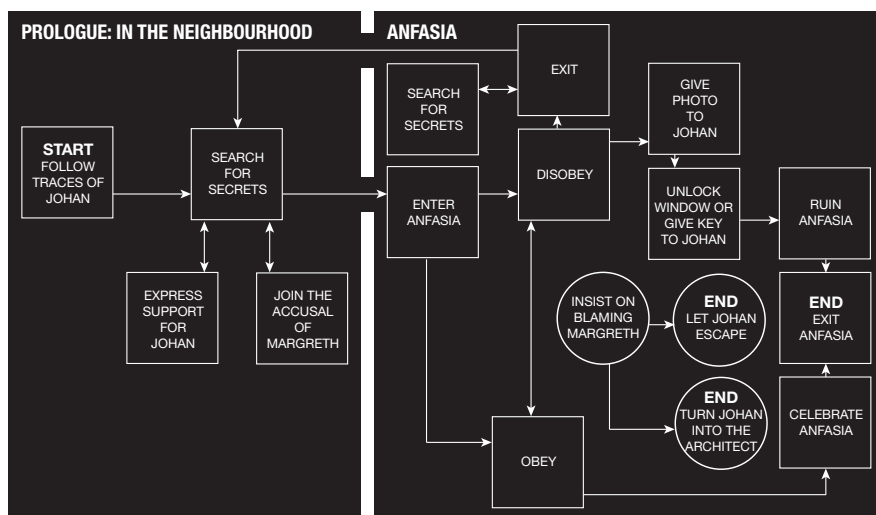 PROLOGUE: IN THE NEIGHBOURHOOD
START
FOLLOW
TRACES OF
JOHAN
SEARCH
FOR
SECRETS
EXPRESS
SUPPORT
FOR
JOHAN
JOIN THE
ACCUSAL
OF
MARGRETH
ANFASIA
EXIT
SEARCH
FOR
SECRETS
GIVE
PHOTO
TO
JOHAN
ENTER
ANFASIA
DISOBEY
UNLOCK
WINDOW OR
GIVE KEY
TO JOHAN
RUIN
ANFASIA
INSIST ON
BLAMING
MARGRETH
END
LET JOHAN
ESCAPE
END
EXIT
ANFASIA
END
TURN JOHAN
INTO THE
ARCHITECT
CELEBRATE
ANFASIA
OBEY